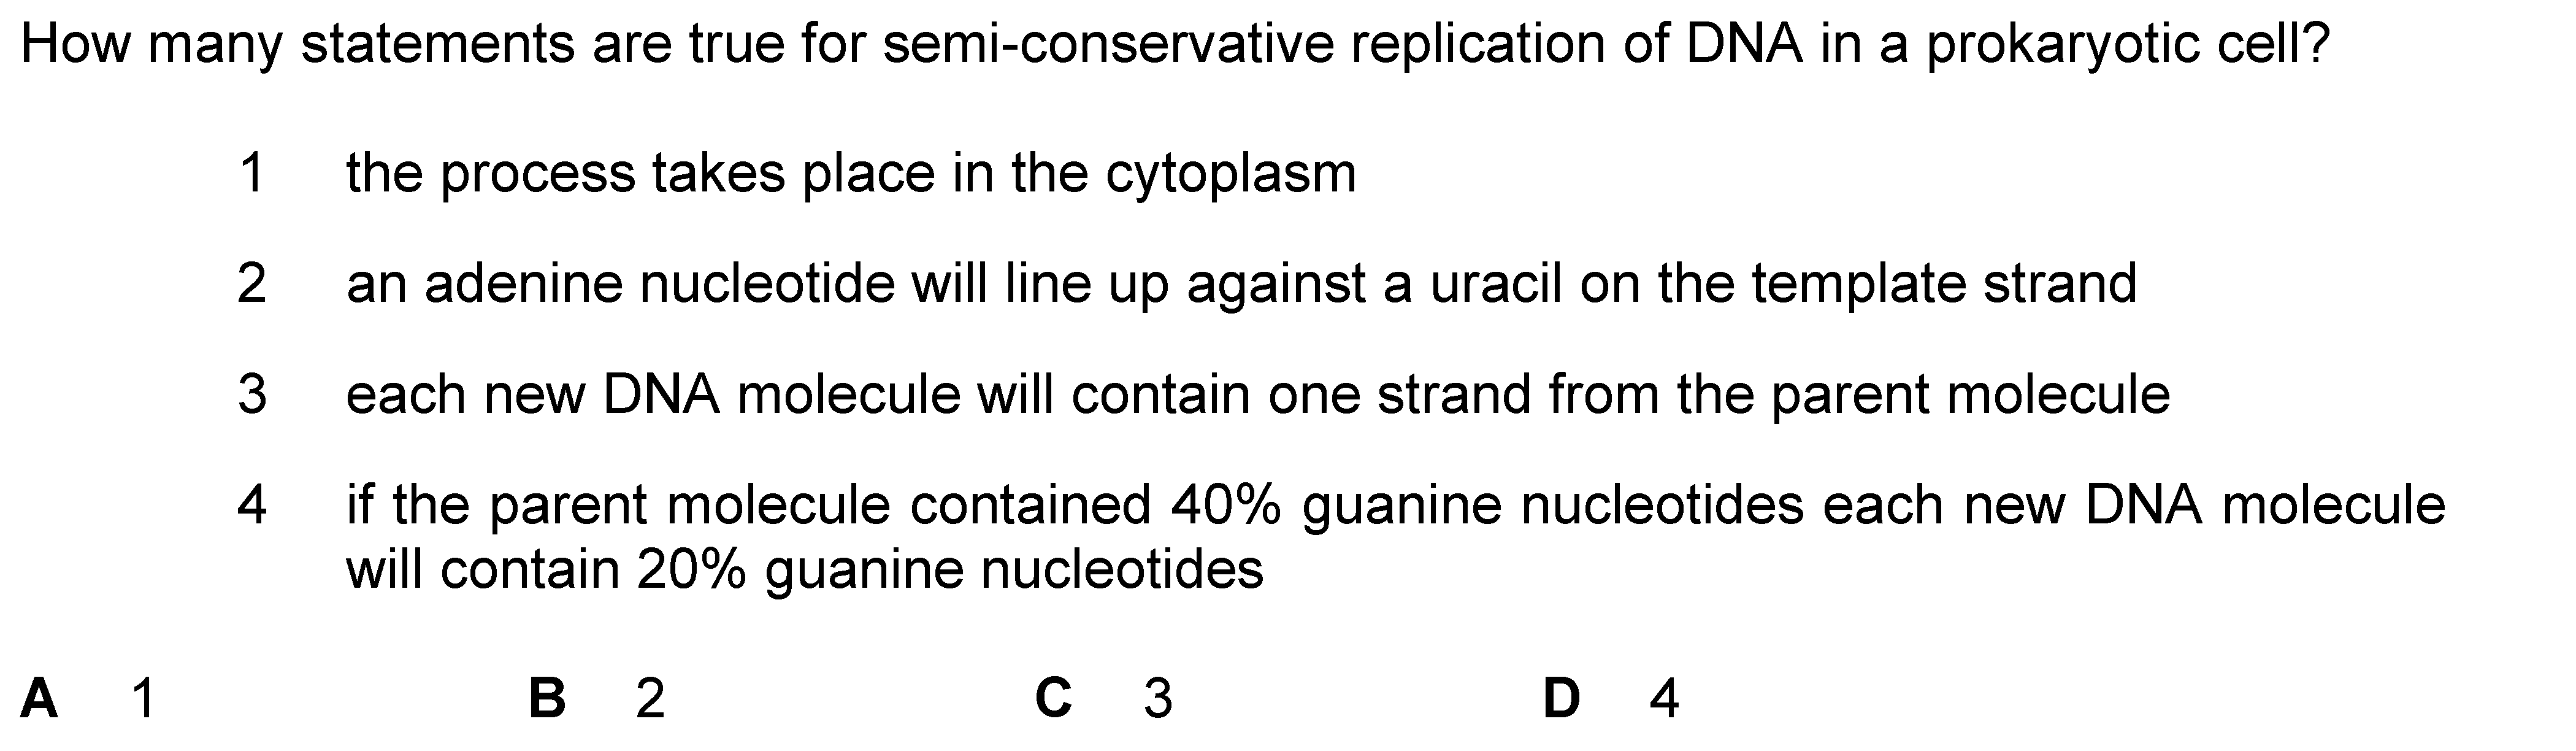 How many statements are true for semi-conservative replication of DNA in a prokaryotic cell?
1 the process takes place in the cytoplasm
2 an adenine nucleotide will line up against a uracil on the template strand
3 each new DNA molecule will contain one strand from the parent molecule
4 if the parent molecule contained 40% guanine nucleotides each new DNA molecule
will contain 20% guanine nucleotides
A 1 B 2 C 3 D 4